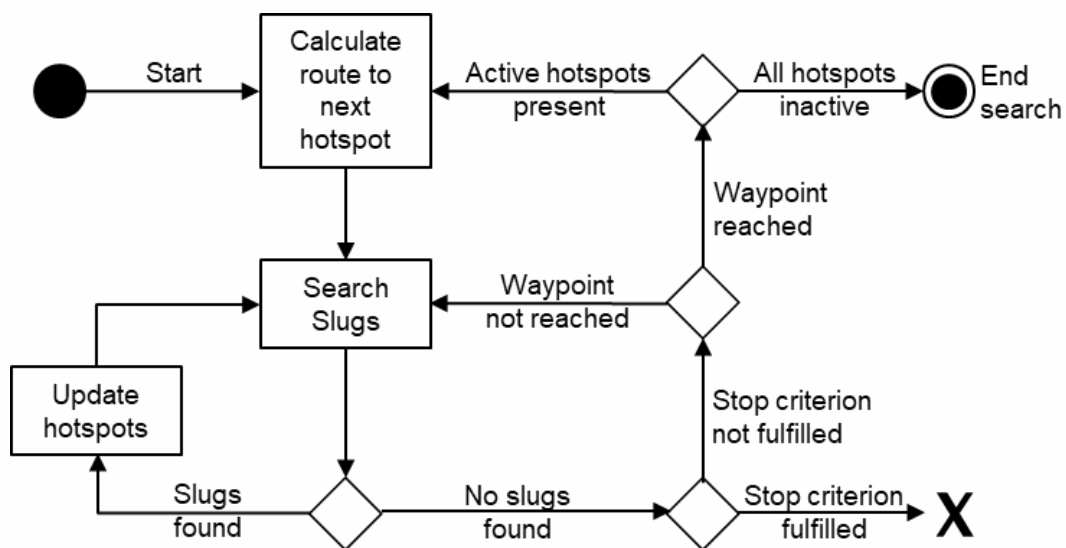 Start
Calculate
route to
next
hotspot
Active hotspots
present
All hotspots
inactive
End
search
Waypoint
reached
Search
Slugs
Waypoint
not reached
Update
hotspots
Stop criterion
not fulfilled
Slugs
found
No slugs
found
Stop criterion
fulfilled
X